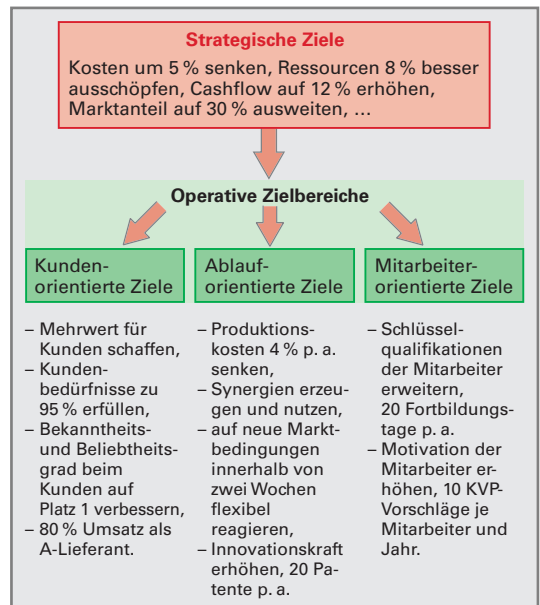 Strategische Ziele
Kosten um 5 % senken, Ressourcen 8 % besser
ausschöpfen, Cashflow auf 12 % erhöhen,
Marktanteil auf 30 % ausweiten, …
Operative Zielbereiche
Kunden-
orientierte Ziele
– Mehrwert für
Kunden schaffen,
– Kunden-
bedürfnisse zu
95 % erfüllen,
– Bekanntheits-
und Beliebtheits-
grad beim
Kunden auf
Platz 1 verbessern,
– 80 % Umsatz als
A-Lieferant.
Ablauf-
orientierte Ziele
– Produktions-
kosten 4 % p. a.
senken,
– Synergien erzeu-
gen und nutzen,
– auf neue Markt-
bedingungen
innerhalb von
zwei Wochen
flexibel
reagieren,
– Innovationskraft
erhöhen, 20 Pa-
tente p. a.
Mitarbeiter-
orientierte Ziele
– Schlüssel-
qualifikationen
der Mitarbeiter
erweitern,
20 Fortbildungs-
tage p. a.
– Motivation der
Mitarbeiter er-
höhen, 10 KVP-
Vorschläge je
Mitarbeiter und
Jahr.